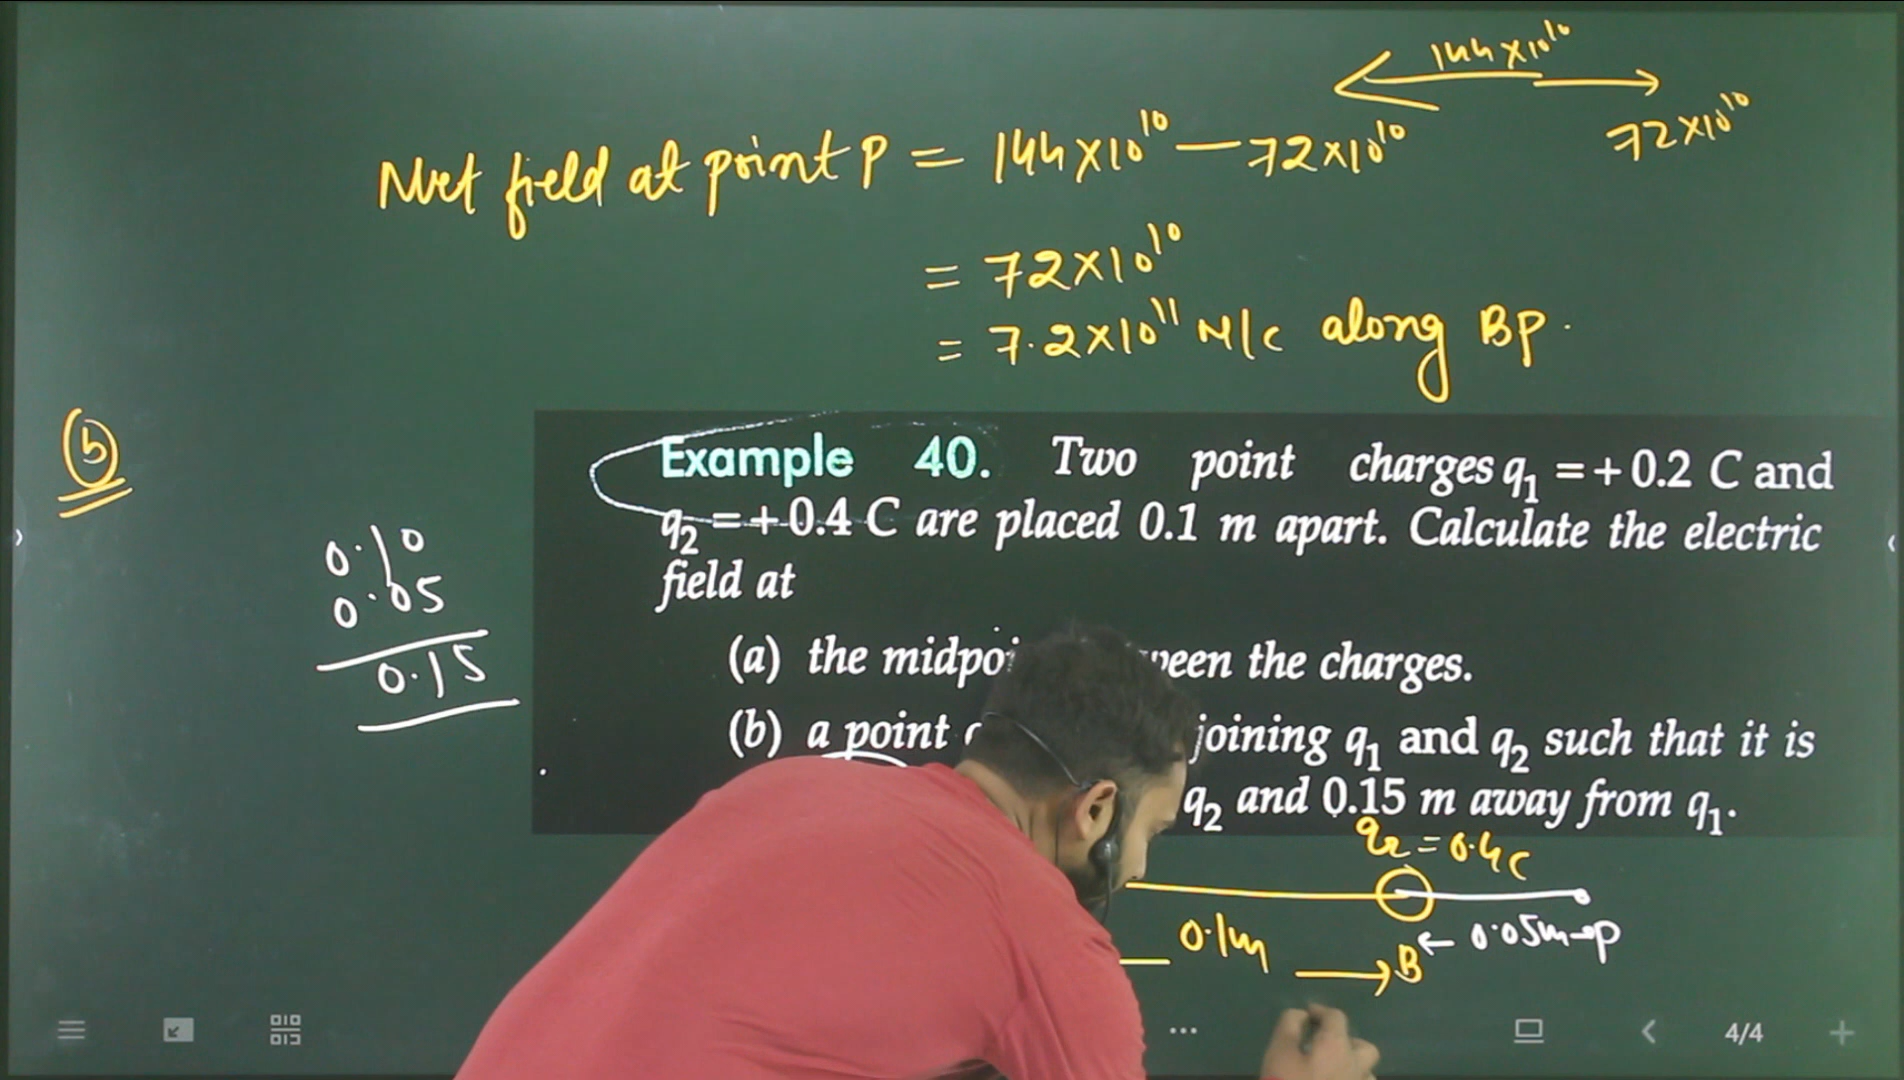 144×10¹⁰
72×10¹⁰
Net field at point P = 144×10¹⁰ — 72×10¹⁰
= 72×10¹⁰
= 7.2×10¹¹ N/C along BP.
(b)
0.10
0.05
0.15
Example 40. Two point charges q₁ = + 0.2 C and
q₂ = + 0.4 C are placed 0.1 m apart. Calculate the electric
field at
(a) the midpoi een the charges.
(b) a point joining q₁ and q₂ such that it is
q₂ and 0.15 m away from q₁.
q₂ = 0.4C
0.1m → B ← 0.05m→ P
4/4